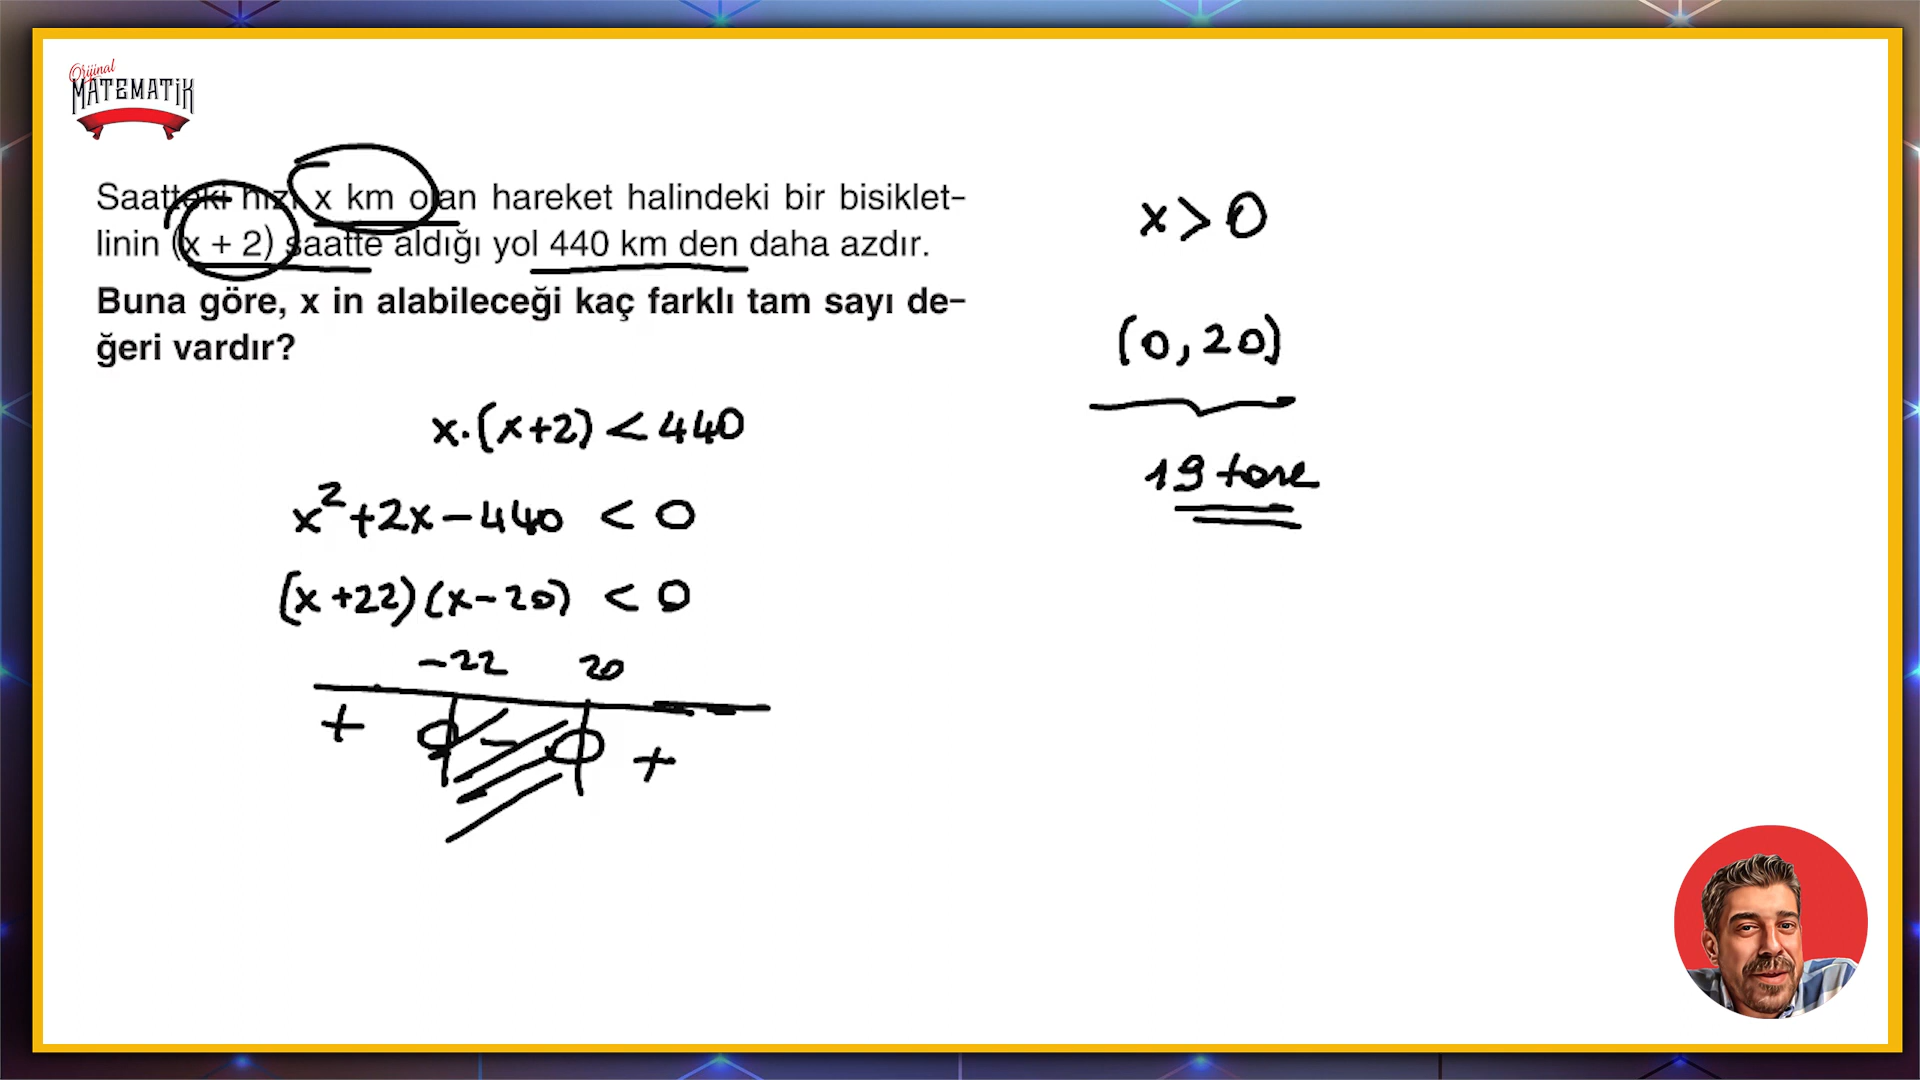 Orijinal
MATEMATİK
Saatteki hızı x km olan hareket halindeki bir bisiklet-
linin (x + 2) saatte aldığı yol 440 km den daha azdır.
Buna göre, x in alabileceği kaç farklı tam sayı de-
ğeri vardır?
x.(x+2) < 440
x²+2x-440 < 0
(x+22)(x-20) < 0
-22 20
+ - +
x>0
(0,20)
19 tane